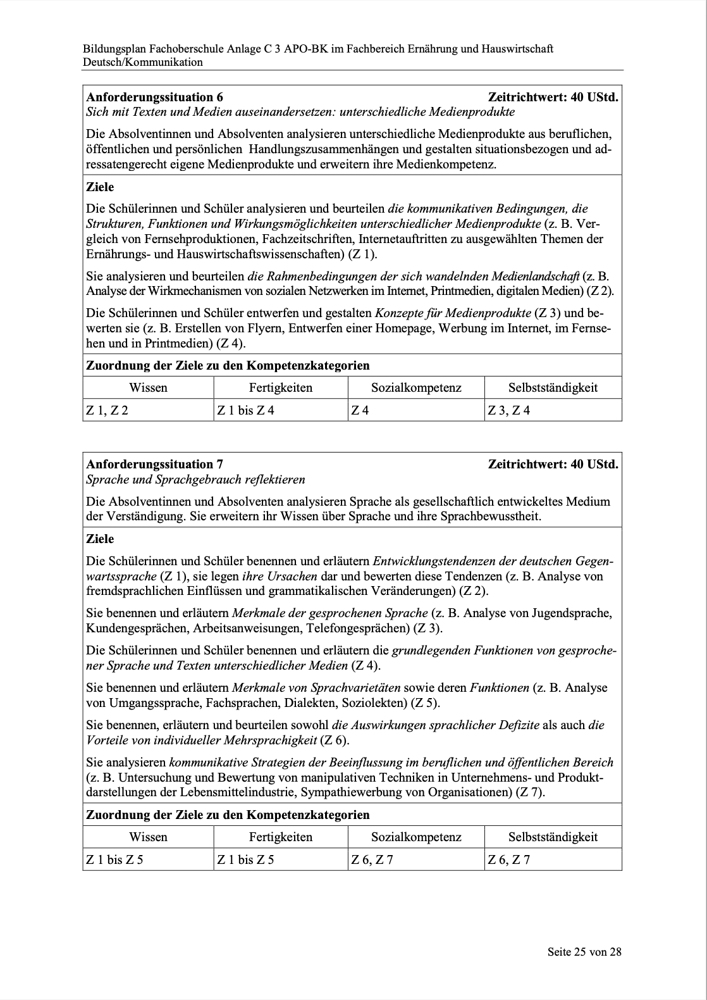 Bildungsplan Fachoberschule Anlage C 3 APO-BK im Fachbereich Ernährung und Hauswirtschaft
Deutsch/Kommunikation
Anforderungssituation 6 Zeitrichtwert: 40 UStd.
Sich mit Texten und Medien auseinandersetzen: unterschiedliche Medienprodukte
Die Absolventinnen und Absolventen analysieren unterschiedliche Medienprodukte aus beruflichen,
öffentlichen und persönlichen Handlungszusammenhängen und gestalten situationsbezogen und ad-
ressatengerecht eigene Medienprodukte und erweitern ihre Medienkompetenz.
Ziele
Die Schülerinnen und Schüler analysieren und beurteilen die kommunikativen Bedingungen, die
Strukturen, Funktionen und Wirkungsmöglichkeiten unterschiedlicher Medienprodukte (z. B. Ver-
gleich von Fernsehproduktionen, Fachzeitschriften, Internetauftritten zu ausgewählten Themen der
Ernährungs- und Hauswirtschaftswissenschaften) (Z 1).
Sie analysieren und beurteilen die Rahmenbedingungen der sich wandelnden Medienlandschaft (z. B.
Analyse der Wirkmechanismen von sozialen Netzwerken im Internet, Printmedien, digitalen Medien) (Z 2).
Die Schülerinnen und Schüler entwerfen und gestalten Konzepte für Medienprodukte (Z 3) und be-
werten sie (z. B. Erstellen von Flyern, Entwerfen einer Homepage, Werbung im Internet, im Fernse-
hen und in Printmedien) (Z 4).
Zuordnung der Ziele zu den Kompetenzkategorien
Wissen Fertigkeiten Sozialkompetenz Selbstständigkeit
Z 1, Z 2 Z 1 bis Z 4 Z 4 Z 3, Z 4
Anforderungssituation 7 Zeitrichtwert: 40 UStd.
Sprache und Sprachgebrauch reflektieren
Die Absolventinnen und Absolventen analysieren Sprache als gesellschaftlich entwickeltes Medium
der Verständigung. Sie erweitern ihr Wissen über Sprache und ihre Sprachbewusstheit.
Ziele
Die Schülerinnen und Schüler benennen und erläutern Entwicklungstendenzen der deutschen Gegen-
wartssprache (Z 1), sie legen ihre Ursachen dar und bewerten diese Tendenzen (z. B. Analyse von
fremdsprachlichen Einflüssen und grammatikalischen Veränderungen) (Z 2).
Sie benennen und erläutern Merkmale der gesprochenen Sprache (z. B. Analyse von Jugendsprache,
Kundengesprächen, Arbeitsanweisungen, Telefongesprächen) (Z 3).
Die Schülerinnen und Schüler benennen und erläutern die grundlegenden Funktionen von gesproche-
ner Sprache und Texten unterschiedlicher Medien (Z 4).
Sie benennen und erläutern Merkmale von Sprachvarietäten sowie deren Funktionen (z. B. Analyse
von Umgangssprache, Fachsprachen, Dialekten, Soziolekten) (Z 5).
Sie benennen, erläutern und beurteilen sowohl die Auswirkungen sprachlicher Defizite als auch die
Vorteile von individueller Mehrsprachigkeit (Z 6).
Sie analysieren kommunikative Strategien der Beeinflussung im beruflichen und öffentlichen Bereich
(z. B. Untersuchung und Bewertung von manipulativen Techniken in Unternehmens- und Produkt-
darstellungen der Lebensmittelindustrie, Sympathiewerbung von Organisationen) (Z 7).
Zuordnung der Ziele zu den Kompetenzkategorien
Wissen Fertigkeiten Sozialkompetenz Selbstständigkeit
Z 1 bis Z 5 Z 1 bis Z 5 Z 6, Z 7 Z 6, Z 7
Seite 25 von 28